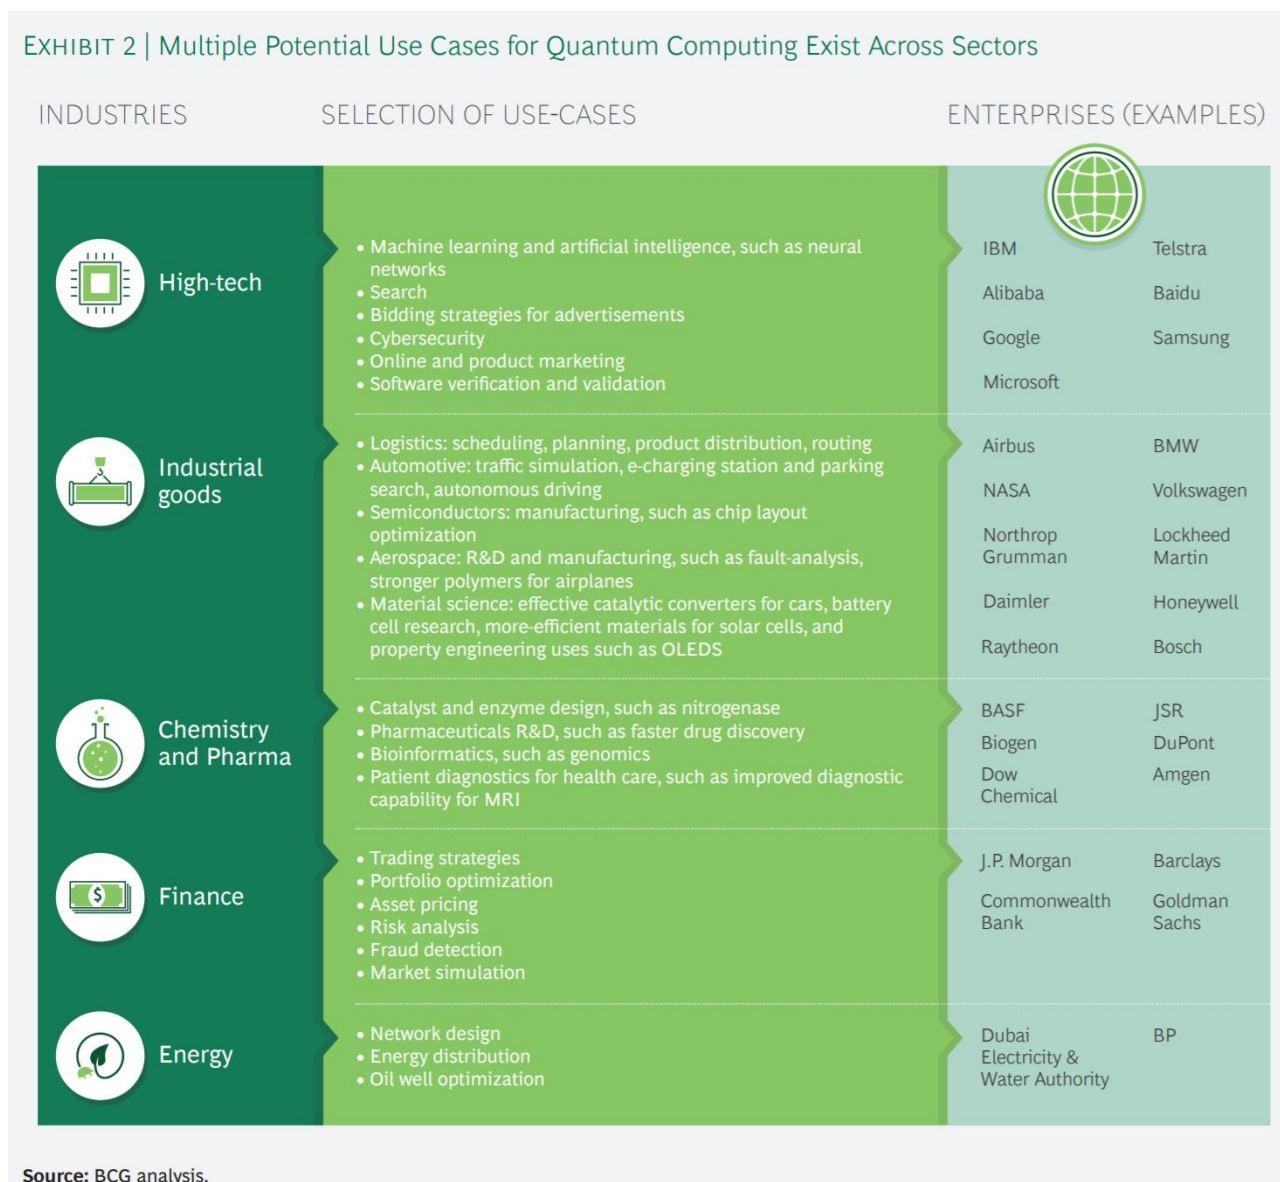 EXHIBIT 2 | Multiple Potential Use Cases for Quantum Computing Exist Across Sectors
INDUSTRIES
SELECTION OF USE-CASES
ENTERPRISES (EXAMPLES)
High-tech
• Machine learning and artificial intelligence, such as neural
networks
• Search
• Bidding strategies for advertisements
• Cybersecurity
• Online and product marketing
• Software verification and validation
IBM
Telstra
Alibaba
Baidu
Google
Samsung
Microsoft
Industrial
goods
• Logistics: scheduling, planning, product distribution, routing
• Automotive: traffic simulation, e-charging station and parking
search, autonomous driving
• Semiconductors: manufacturing, such as chip layout
optimization
• Aerospace: R&D and manufacturing, such as fault-analysis,
stronger polymers for airplanes
• Material science: effective catalytic converters for cars, battery
cell research, more-efficient materials for solar cells, and
property engineering uses such as OLEDS
Airbus
BMW
NASA
Volkswagen
Northrop
Grumman
Lockheed
Martin
Daimler
Honeywell
Raytheon
Bosch
Chemistry
and Pharma
• Catalyst and enzyme design, such as nitrogenase
• Pharmaceuticals R&D, such as faster drug discovery
• Bioinformatics, such as genomics
• Patient diagnostics for health care, such as improved diagnostic
capability for MRI
BASF
JSR
Biogen
DuPont
Dow
Chemical
Amgen
$
Finance
• Trading strategies
• Portfolio optimization
• Asset pricing
• Risk analysis
• Fraud detection
• Market simulation
J.P. Morgan
Barclays
Commonwealth
Bank
Goldman
Sachs
Energy
• Network design
• Energy distribution
• Oil well optimization
Dubai
Electricity &
Water Authority
BP
Source: BCG analysis.